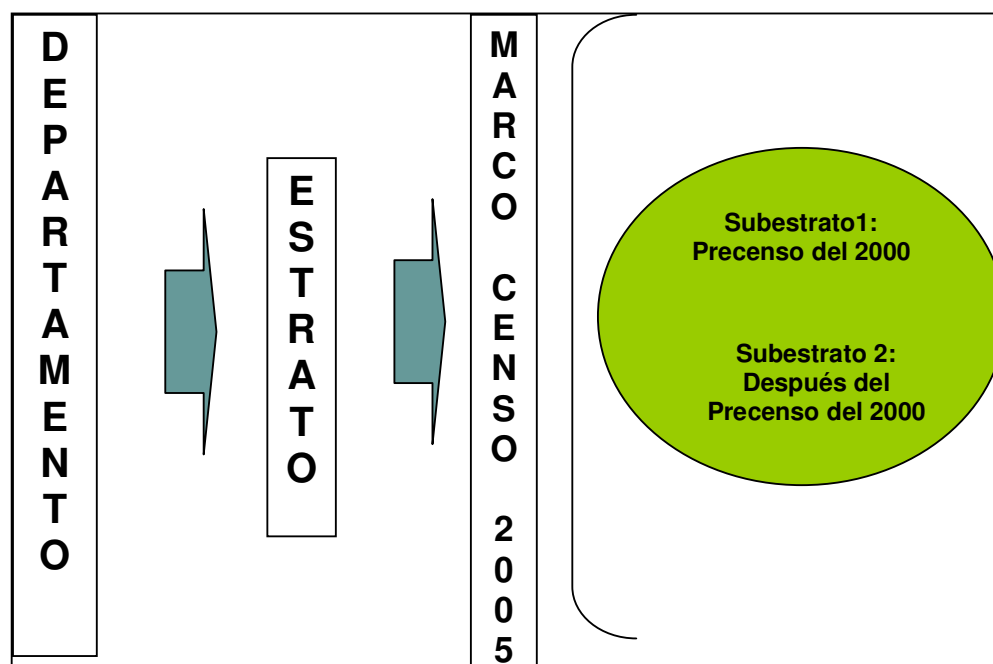 DEPARTAMENTO
ESTRATO
MARCO CENSO 2005
Subestrato1:
Precenso del 2000
Subestrato 2:
Después del
Precenso del 2000